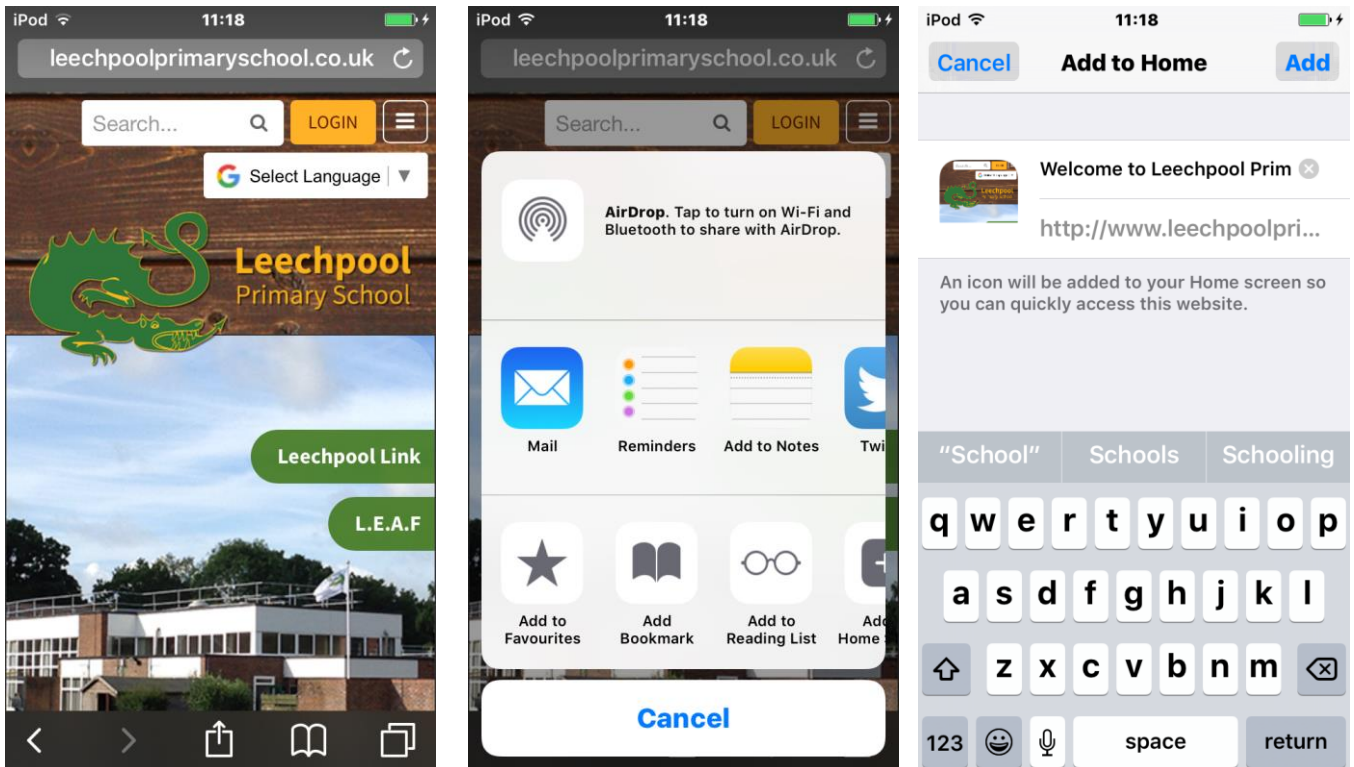 iPod 11:18
leechpoolprimaryschool.co.uk
Search... LOGIN
Select Language ▼
Leechpool
Primary School
Leechpool Link
L.E.A.F
iPod 11:18
leechpoolprimaryschool.co.uk
Search... LOGIN
AirDrop. Tap to turn on Wi-Fi and
Bluetooth to share with AirDrop.
Mail Reminders Add to Notes Twi
Add to Add Add to Add
Favourites Bookmark Reading List Home
Cancel
iPod 11:18
Cancel Add to Home Add
Welcome to Leechpool Prim
http://www.leechpoolpri...
An icon will be added to your Home screen so
you can quickly access this website.
“School” Schools Schooling
q w e r t y u i o p
a s d f g h j k l
z x c v b n m
123 space return